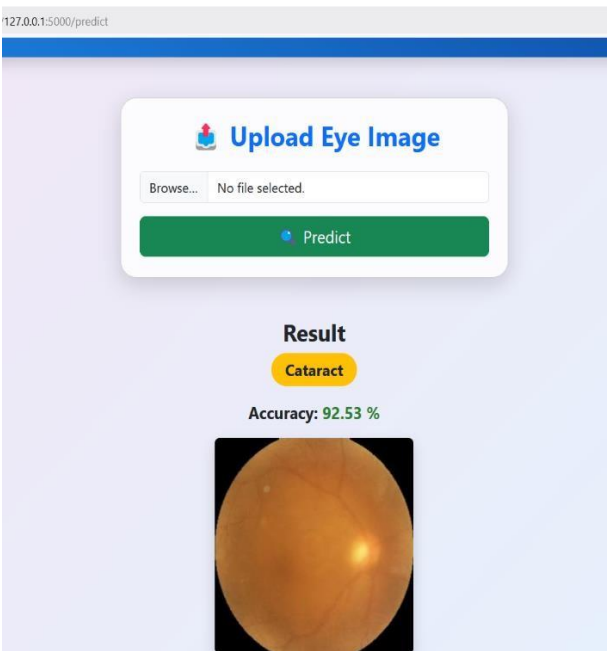 /127.0.0.1:5000/predict
Upload Eye Image
Browse... No file selected.
Predict
Result
Cataract
Accuracy: 92.53 %